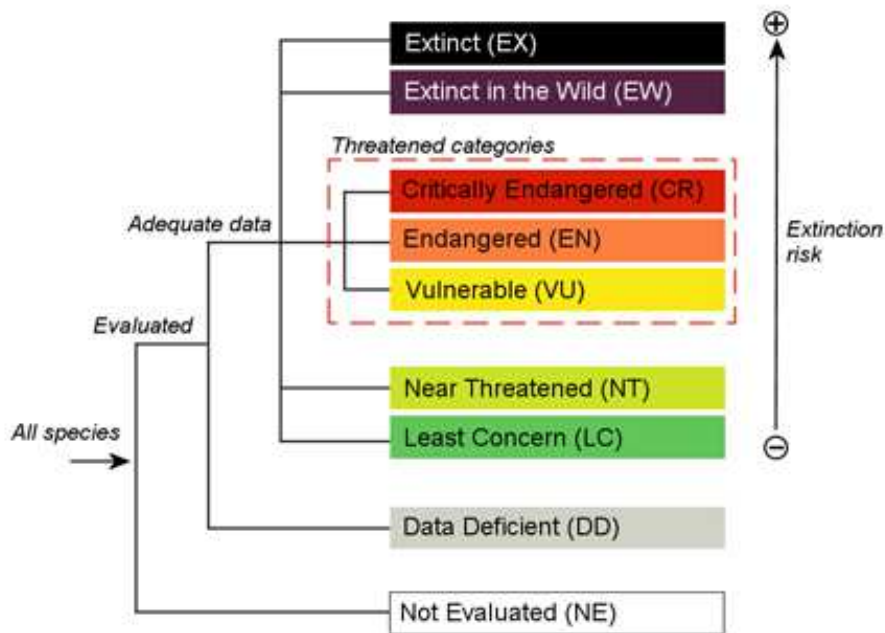 Extinct (EX)
Extinct in the Wild (EW)
Threatened categories
Critically Endangered (CR)
Adequate data
Endangered (EN)
Extinction
risk
Vulnerable (VU)
Evaluated
Near Threatened (NT)
All species
Least Concern (LC)
Data Deficient (DD)
Not Evaluated (NE)